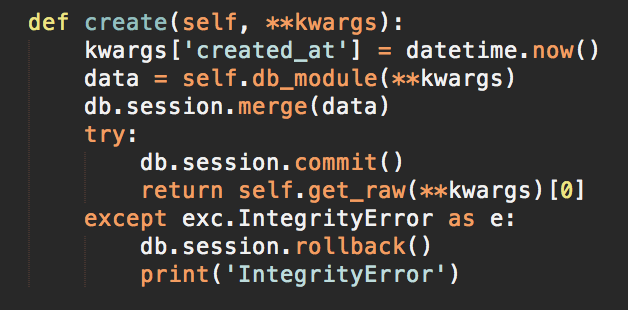 def create(self, **kwargs):
    kwargs['created_at'] = datetime.now()
    data = self.db_module(**kwargs)
    db.session.merge(data)
    try:
        db.session.commit()
        return self.get_raw(**kwargs)[0]
    except exc.IntegrityError as e:
        db.session.rollback()
        print('IntegrityError')